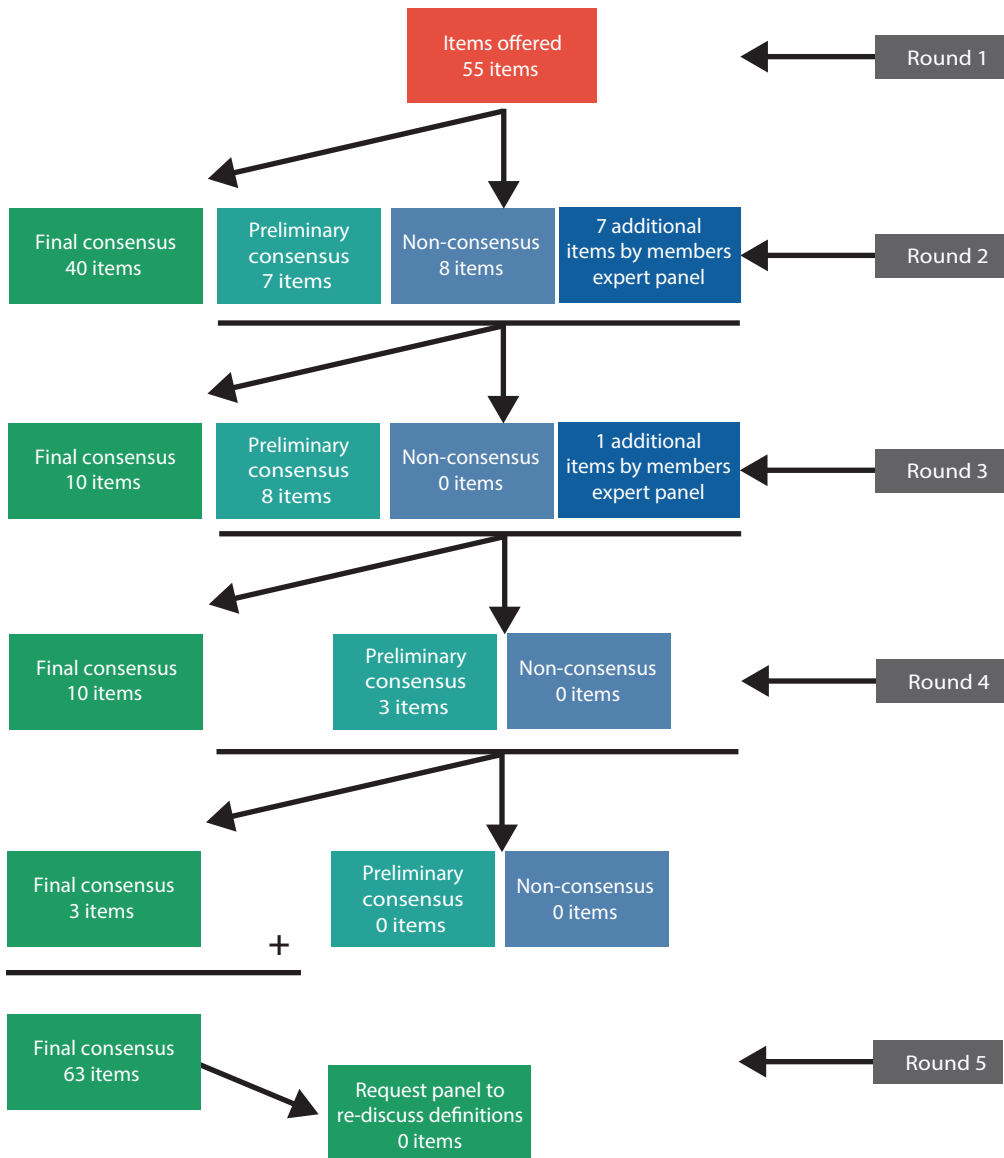 Items offered
55 items
Round 1
Final consensus
40 items
Preliminary
consensus
7 items
Non-consensus
8 items
7 additional
items by members
expert panel
Round 2
Final consensus
10 items
Preliminary
consensus
8 items
Non-consensus
0 items
1 additional
items by members
expert panel
Round 3
Final consensus
10 items
Preliminary
consensus
3 items
Non-consensus
0 items
Round 4
Final consensus
3 items
Preliminary
consensus
0 items
Non-consensus
0 items
+
Final consensus
63 items
Request panel to
re-discuss definitions
0 items
Round 5